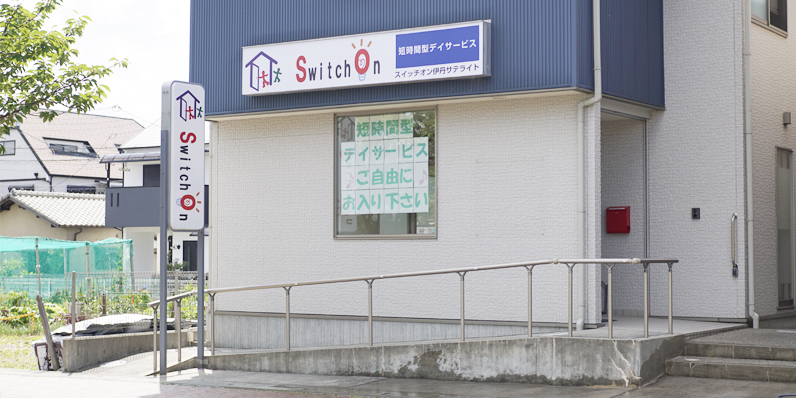 Switch On
短時間型デイサービス
スイッチオン伊丹サテライト
Switch On
短時間型
デイサービス
ご自由に
お入り下さい